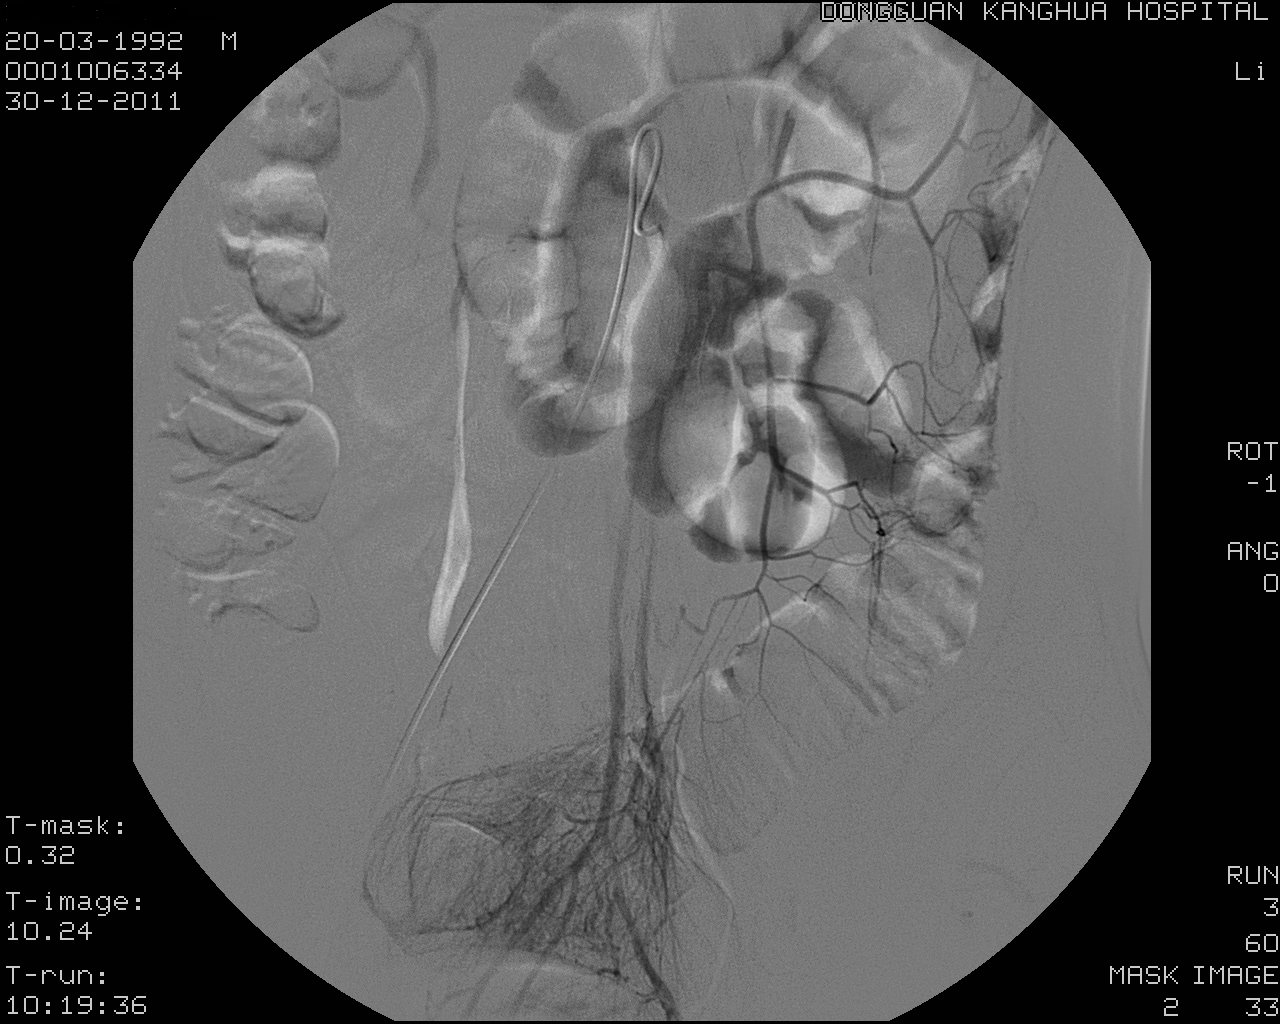 DONGGUAN KANGHUA HOSPITAL
20-03-1992 M
0001006334
Li
30-12-2011
ROT
-1
ANG
0
T-mask:
0.32
T-image:
10.24
T-run:
10:19:36
RUN
3
60
MASK IMAGE
2 33